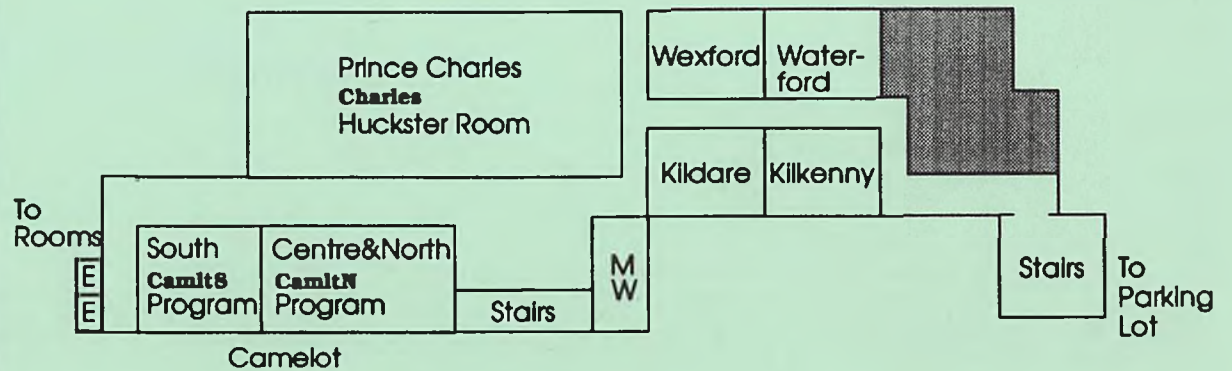 Prince Charles
Charles
Huckster Room
Wexford
Water-
ford
Kildare
Kilkenny
To
Rooms
E
E
South
CamltS
Program
Centre&North
CamltN
Program
Camelot
Stairs
M
W
Stairs
To
Parking
Lot